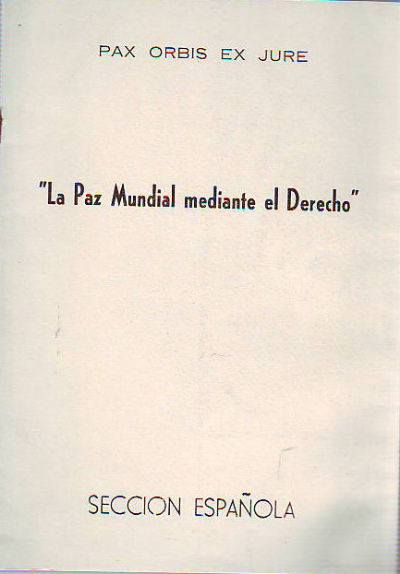 PAX ORBIS EX JURE
"La Paz Mundial mediante el Derecho"
SECCION ESPAÑOLA